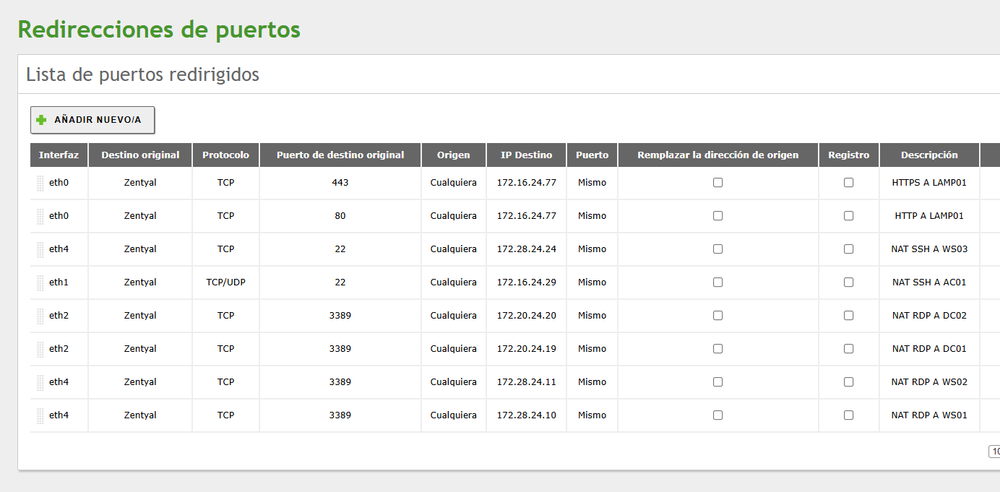 Redirecciones de puertos
Lista de puertos redirigidos
AÑADIR NUEVO/A
Interfaz Destino original Protocolo Puerto de destino original Origen IP Destino Puerto Remplazar la dirección de origen Registro Descripción
eth0 Zentyal TCP 443 Cualquiera 172.16.24.77 Mismo HTTPS A LAMP01
eth0 Zentyal TCP 80 Cualquiera 172.16.24.77 Mismo HTTP A LAMP01
eth4 Zentyal TCP 22 Cualquiera 172.28.24.24 Mismo NAT SSH A WS03
eth1 Zentyal TCP/UDP 22 Cualquiera 172.16.24.29 Mismo NAT SSH A AC01
eth2 Zentyal TCP 3389 Cualquiera 172.20.24.20 Mismo NAT RDP A DC02
eth2 Zentyal TCP 3389 Cualquiera 172.20.24.19 Mismo NAT RDP A DC01
eth4 Zentyal TCP 3389 Cualquiera 172.28.24.11 Mismo NAT RDP A WS02
eth4 Zentyal TCP 3389 Cualquiera 172.28.24.10 Mismo NAT RDP A WS01
10